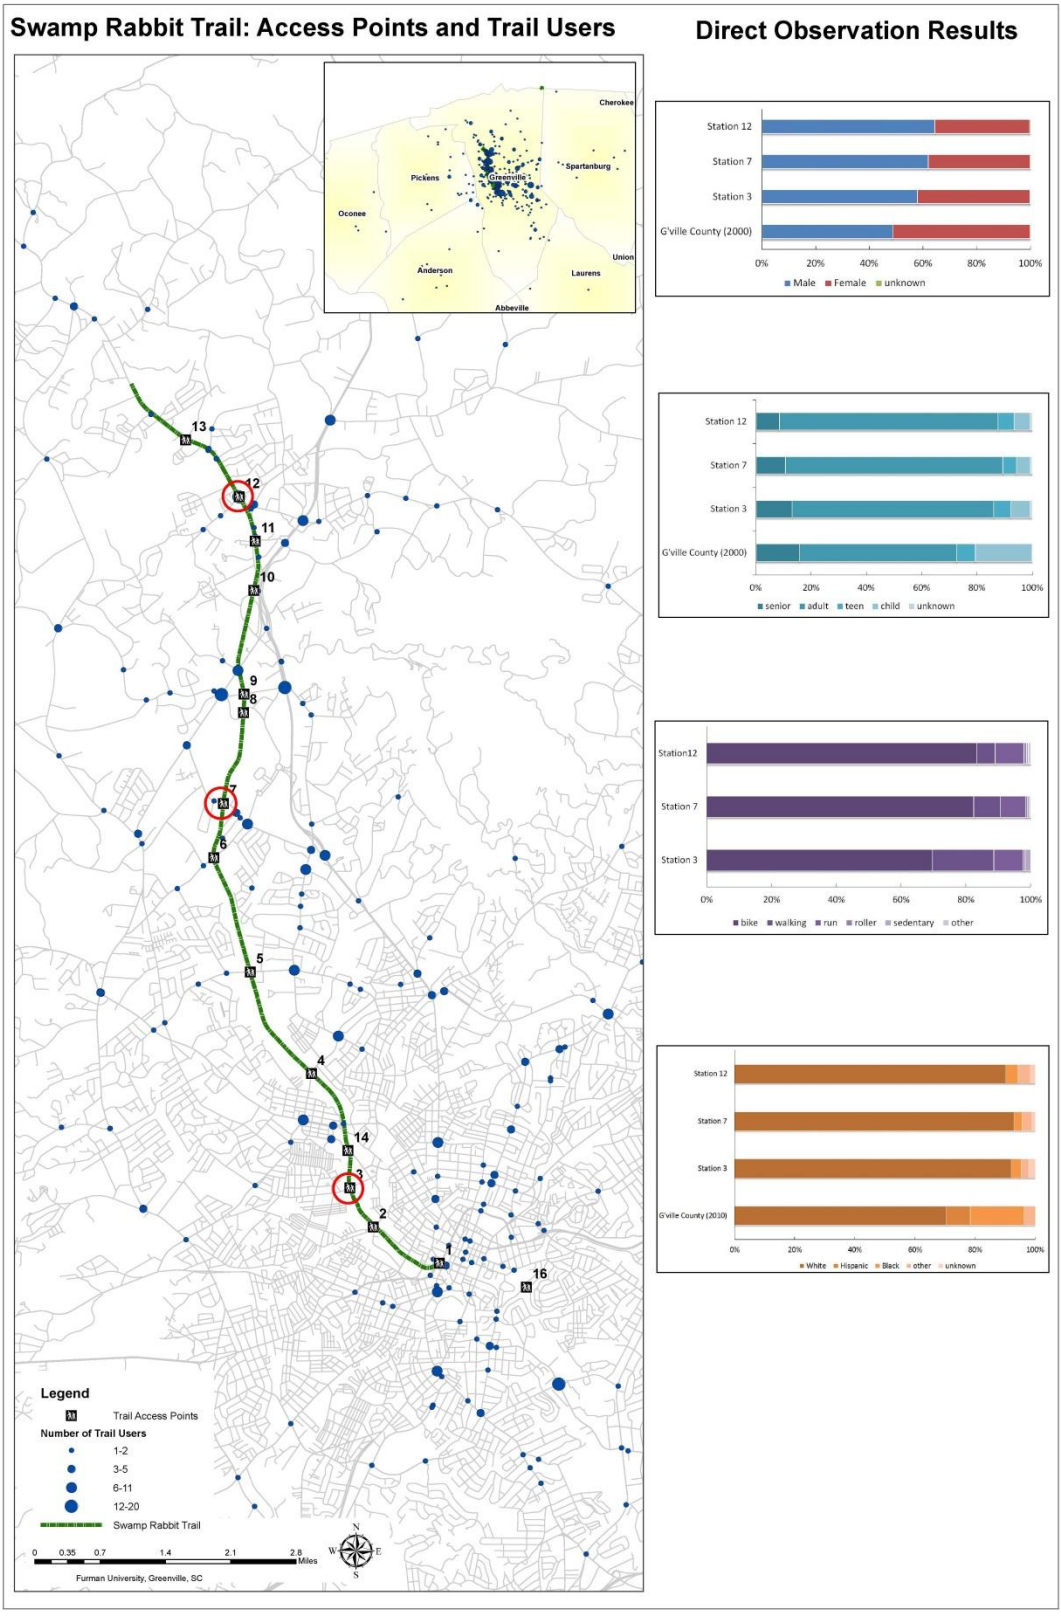 Swamp Rabbit Trail: Access Points and Trail Users
Direct Observation Results
Cherokee
Pickens
Greenville
Spartanburg
Oconee
Union
Anderson
Laurens
Abbeville
13
12
11
10
9
8
7
6
5
4
14
3
2
1
16
Legend
Trail Access Points
Number of Trail Users
1-2
3-5
6-11
12-20
Swamp Rabbit Trail
0 0.35 0.7 1.4 2.1 2.8
Miles
N
W E
S
Furman University, Greenville, SC
Station 12
Station 7
Station 3
G'ville County (2000)
0% 20% 40% 60% 80% 100%
Male Female unknown
Station 12
Station 7
Station 3
G'ville County (2000)
0% 20% 40% 60% 80% 100%
senior adult teen child unknown
Station12
Station 7
Station 3
0% 20% 40% 60% 80% 100%
bike walking run roller sedentary other
Station 12
Station 7
Station 3
G'ville County (2010)
0% 20% 40% 60% 80% 100%
White Hispanic Black other unknown